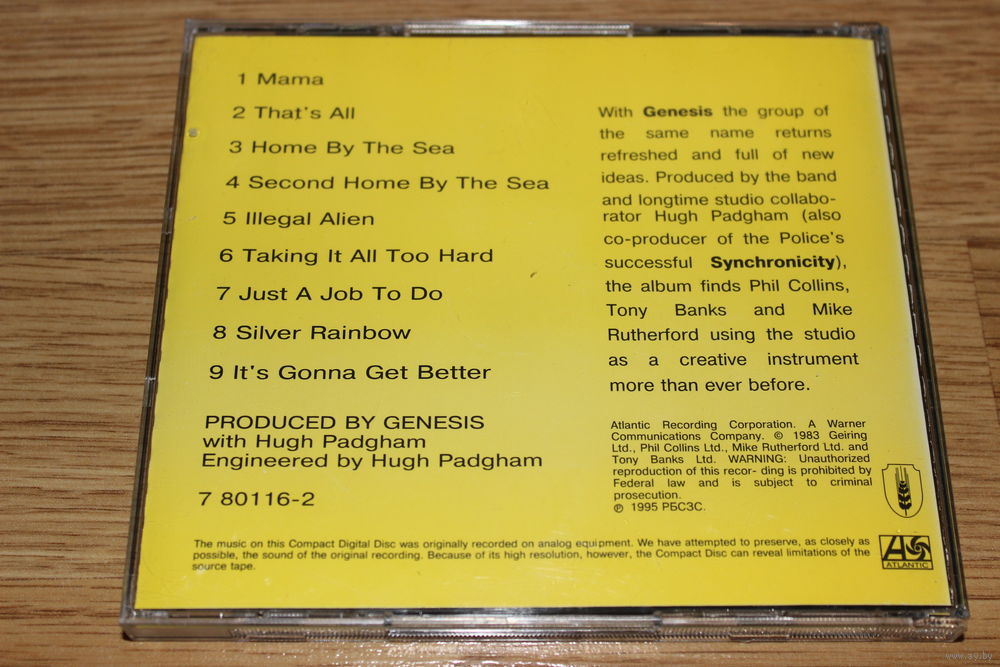 1 Mama
2 That's All
3 Home By The Sea
4 Second Home By The Sea
5 Illegal Alien
6 Taking It All Too Hard
7 Just A Job To Do
8 Silver Rainbow
9 It's Gonna Get Better
PRODUCED BY GENESIS
with Hugh Padgham
Engineered by Hugh Padgham
7 80116-2
With Genesis the group of
the same name returns
refreshed and full of new
ideas. Produced by the band
and longtime studio collabo-
rator Hugh Padgham (also
co-producer of the Police's
successful Synchronicity),
the album finds Phil Collins,
Tony Banks and Mike
Rutherford using the studio
as a creative instrument
more than ever before.
Atlantic Recording Corporation. A Warner
Communications Company. © 1983 Geiring
Ltd., Phil Collins Ltd., Mike Rutherford Ltd. and
Tony Banks Ltd. WARNING: Unauthorized
reproduction of this recor- ding is prohibited by
Federal law and is subject to criminal
prosecution.
℗ 1995 РБСЗС.
The music on this Compact Digital Disc was originally recorded on analog equipment. We have attempted to preserve, as closely as
possible, the sound of the original recording. Because of its high resolution, however, the Compact Disc can reveal limitations of the
source tape.
ATLANTIC
www.ay.by